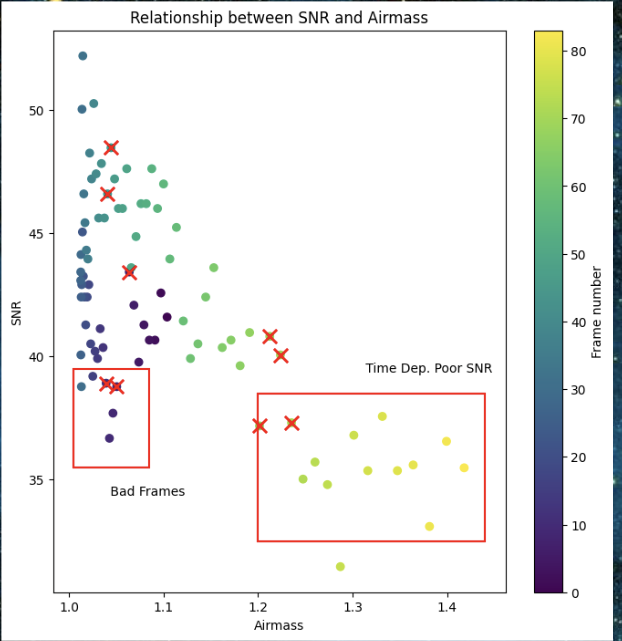 Relationship between SNR and Airmass
50
45
40
35
SNR
Time Dep. Poor SNR
Bad Frames
1.0 1.1 1.2 1.3 1.4
Airmass
80
70
60
50
40
30
20
10
0
Frame number